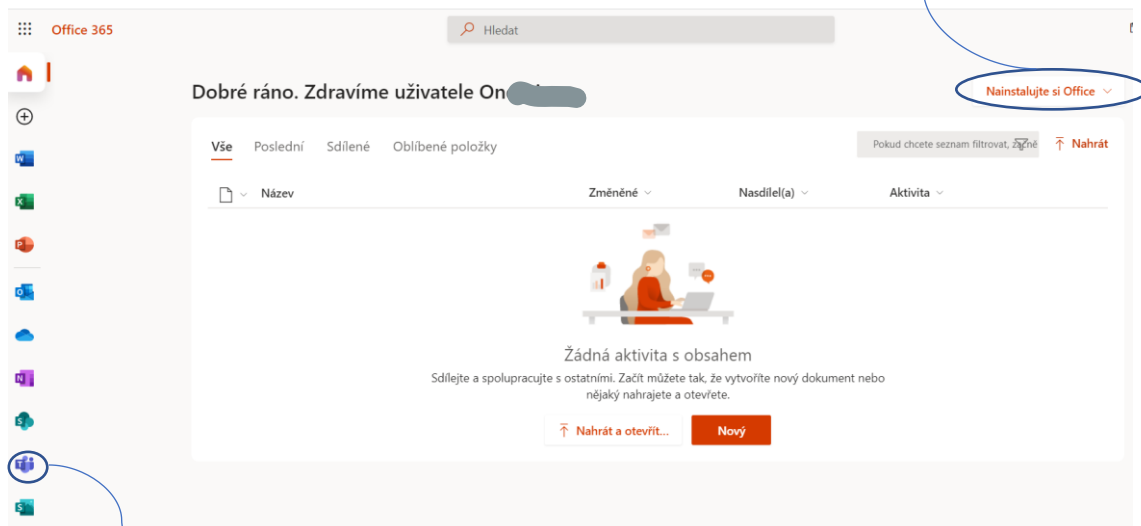 Office 365
Hledat
Dobré ráno. Zdravíme uživatele
Nainstalujte si Office
Vše Poslední Sdílené Oblíbené položky
Pokud chcete seznam filtrovat, začně
Nahrát
Název Změněné Nasdílel(a) Aktivita
Žádná aktivita s obsahem
Sdílejte a spolupracujte s ostatními. Začít můžete tak, že vytvoříte nový dokument nebo
nějaký nahrajete a otevřete.
Nahrát a otevřít... Nový